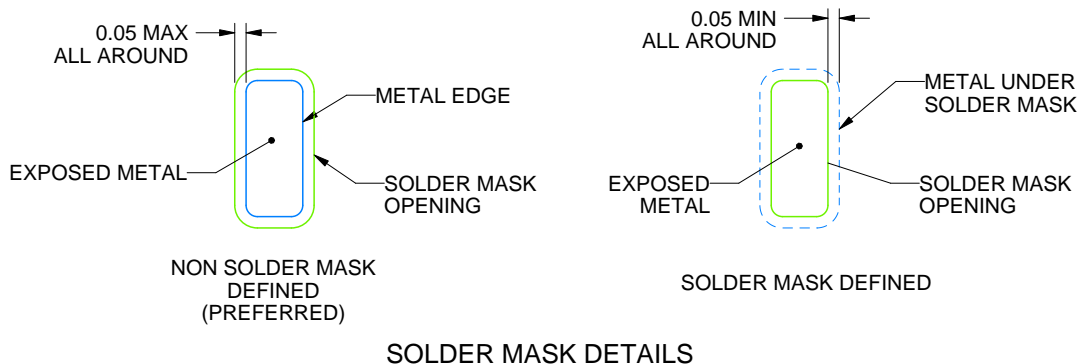 0.05 MAX
ALL AROUND
METAL EDGE
EXPOSED METAL
SOLDER MASK
OPENING
NON SOLDER MASK
DEFINED
(PREFERRED)
0.05 MIN
ALL AROUND
METAL UNDER
SOLDER MASK
EXPOSED
METAL
SOLDER MASK
OPENING
SOLDER MASK DEFINED
SOLDER MASK DETAILS